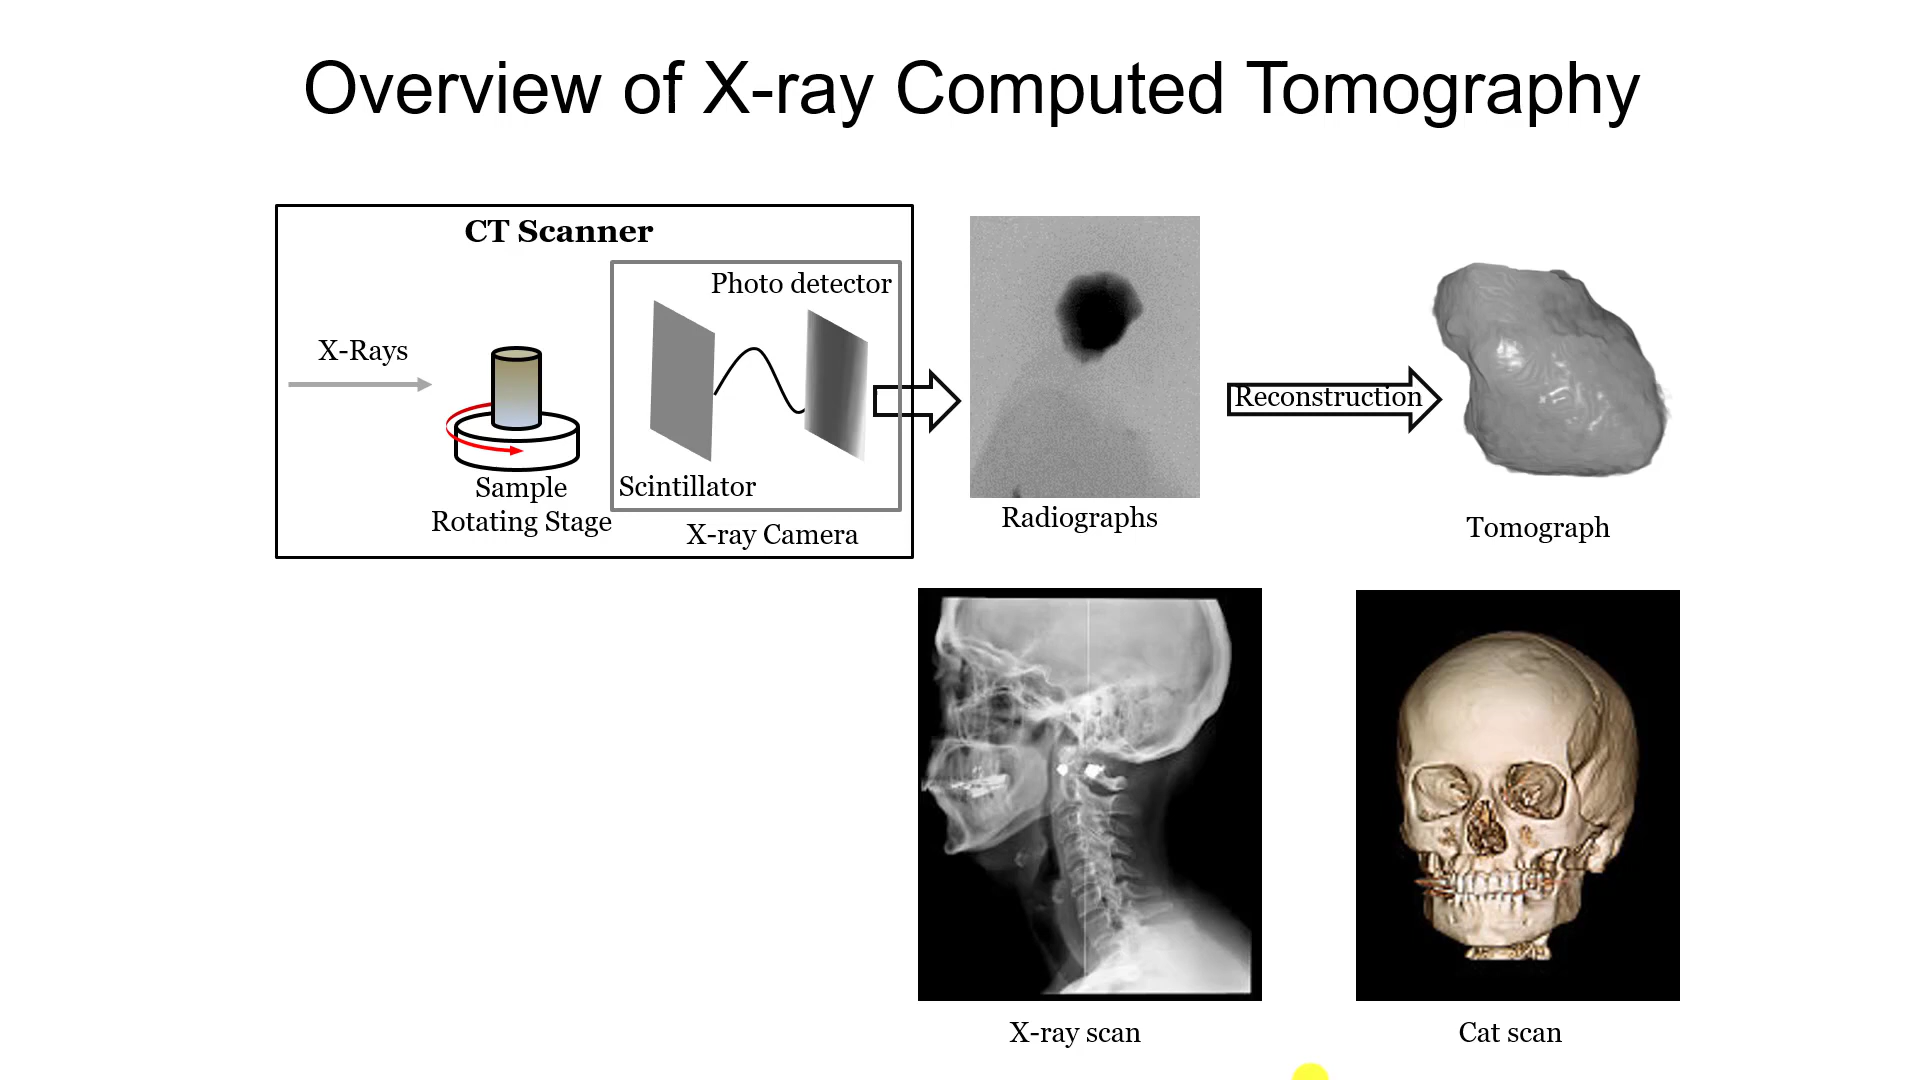 Overview of X-ray Computed Tomography
CT Scanner
Photo detector
X-Rays
Scintillator
Sample
Rotating Stage
X-ray Camera
Radiographs
Reconstruction
Tomograph
X-ray scan
Cat scan